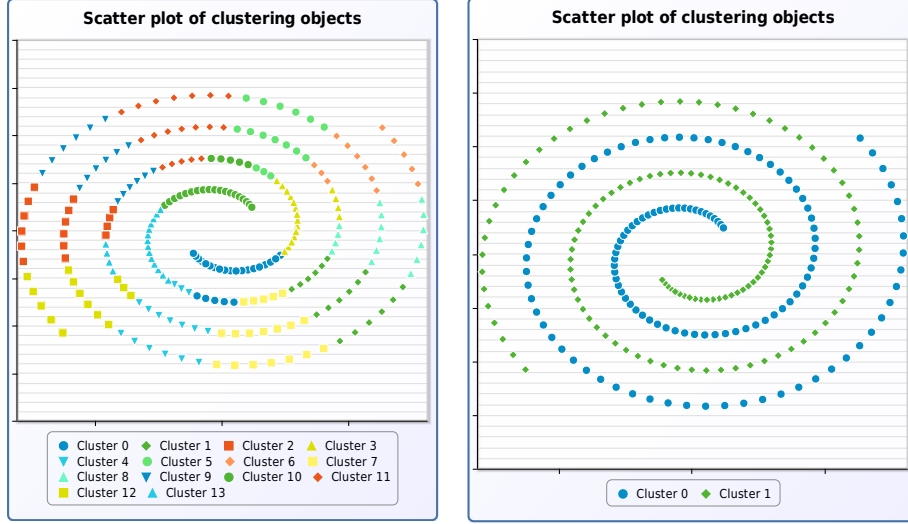 Scatter plot of clustering objects
Cluster 0 Cluster 1 Cluster 2 Cluster 3
Cluster 4 Cluster 5 Cluster 6 Cluster 7
Cluster 8 Cluster 9 Cluster 10 Cluster 11
Cluster 12 Cluster 13
Scatter plot of clustering objects
Cluster 0 Cluster 1